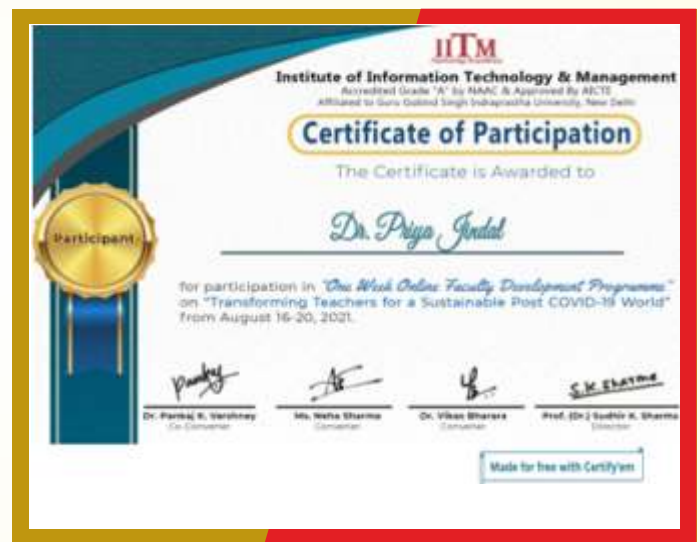 IITM
Institute of Information Technology & Management
Accredited Grade "A" by NAAC & Approved By AICTE
Affiliated to Guru Gobind Singh Indraprastha University, New Delhi
Certificate of Participation
The Certificate is Awarded to
Dr. Priya Jindal
Participant
for participation in "One Week Online Faculty Development Programme"
on "Transforming Teachers for a Sustainable Post COVID-19 World"
from August 16-20, 2021.
Pankaj
S.K. Sharma
Dr. Pankaj K. Varshney Ms. Neha Sharma Dr. Vikas Bharara Prof. (Dr.) Sudhir K. Sharma
Co-Convener Convener Convener Director
Made for free with Certify'em